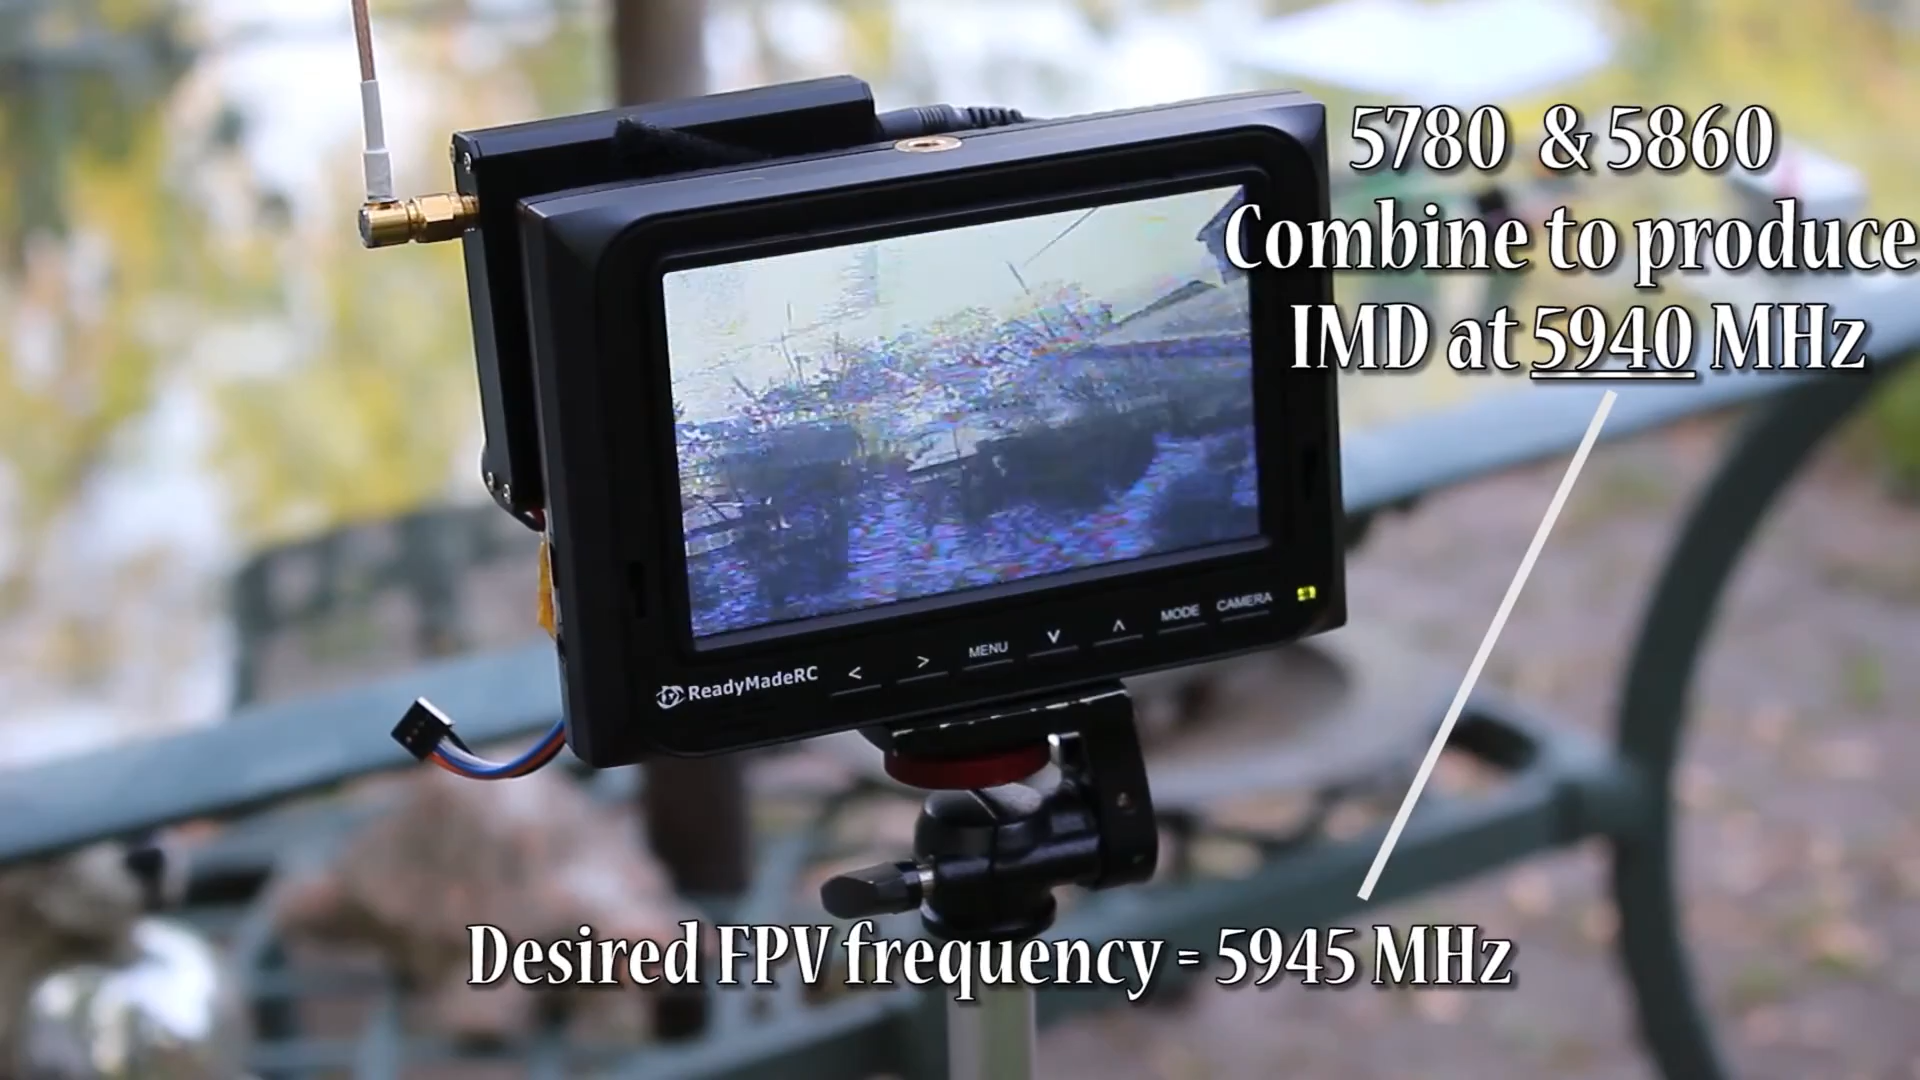 5780 & 5860
Combine to produce
IMD at 5940 MHz
ReadyMadeRC < > MENU ∨ ∧ MODE CAMERA
Desired FPV frequency = 5945 MHz